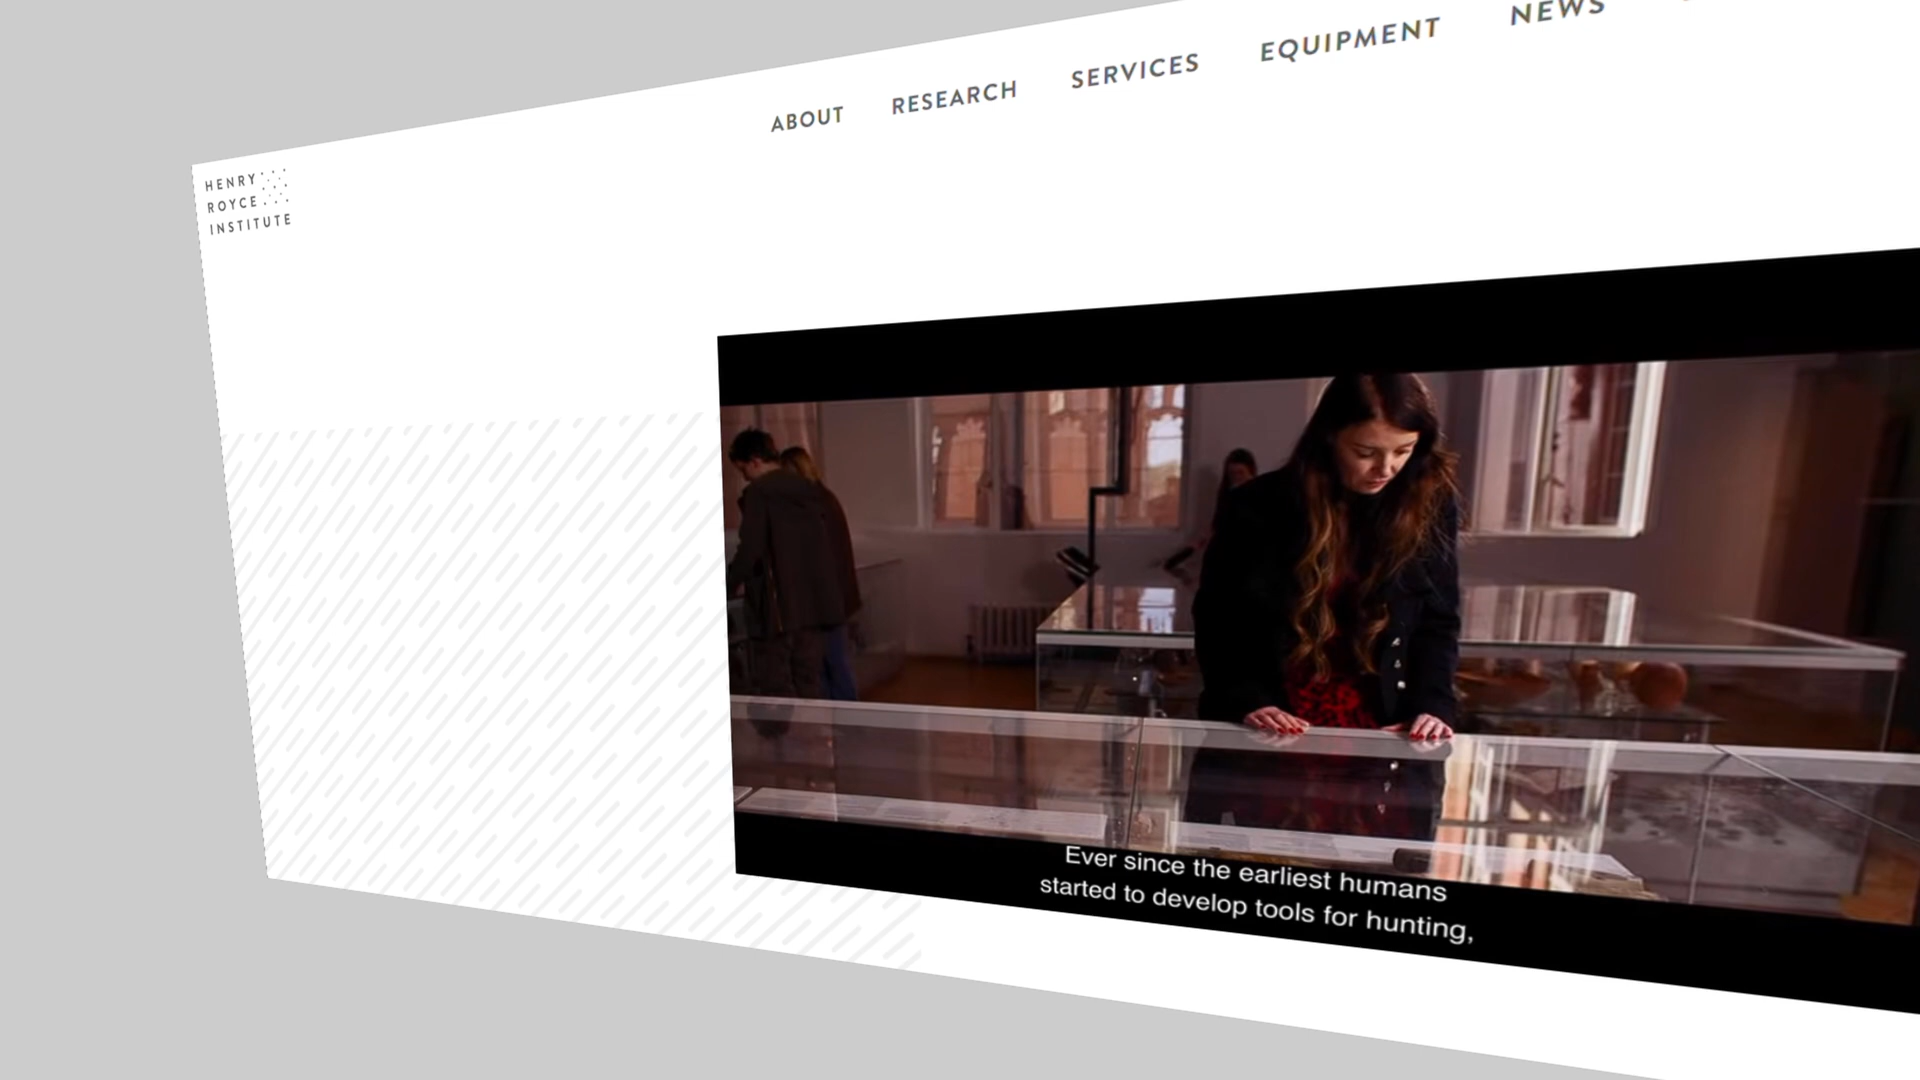 ABOUT
RESEARCH
SERVICES
EQUIPMENT
NEWS
HENRY
ROYCE
INSTITUTE
Ever since the earliest humans
started to develop tools for hunting,